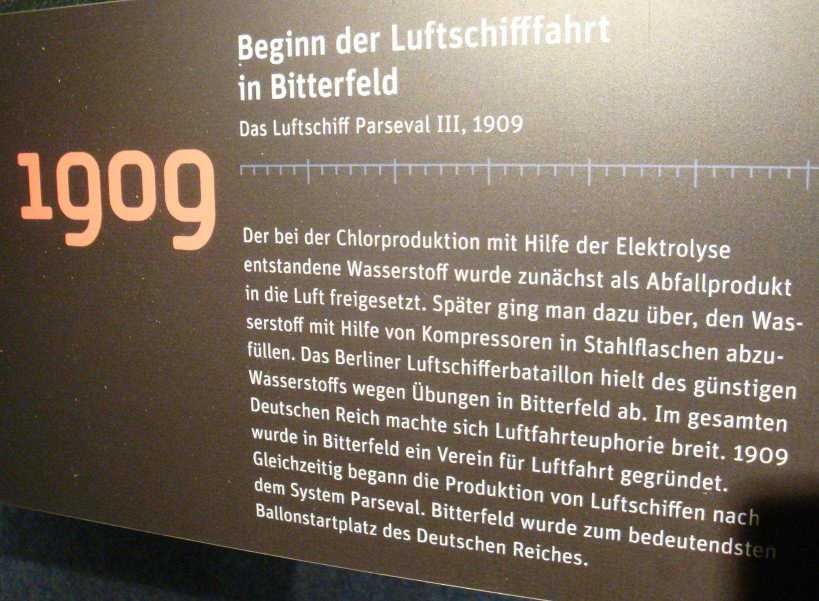 Beginn der Luftschifffahrt
in Bitterfeld
Das Luftschiff Parseval III, 1909
1909
Der bei der Chlorproduktion mit Hilfe der Elektrolyse
entstandene Wasserstoff wurde zunächst als Abfallprodukt
in die Luft freigesetzt. Später ging man dazu über, den Was-
serstoff mit Hilfe von Kompressoren in Stahlflaschen abzu-
füllen. Das Berliner Luftschifferbataillon hielt des günstigen
Wasserstoffs wegen Übungen in Bitterfeld ab. Im gesamten
Deutschen Reich machte sich Luftfahrteuphorie breit. 1909
wurde in Bitterfeld ein Verein für Luftfahrt gegründet.
Gleichzeitig begann die Produktion von Luftschiffen nach
dem System Parseval. Bitterfeld wurde zum bedeutendsten
Ballonstartplatz des Deutschen Reiches.